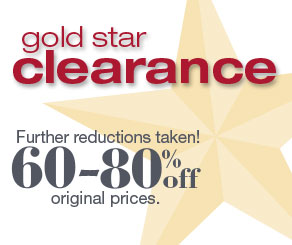 gold star
clearance
Further reductions taken!
60-80% off
original prices.